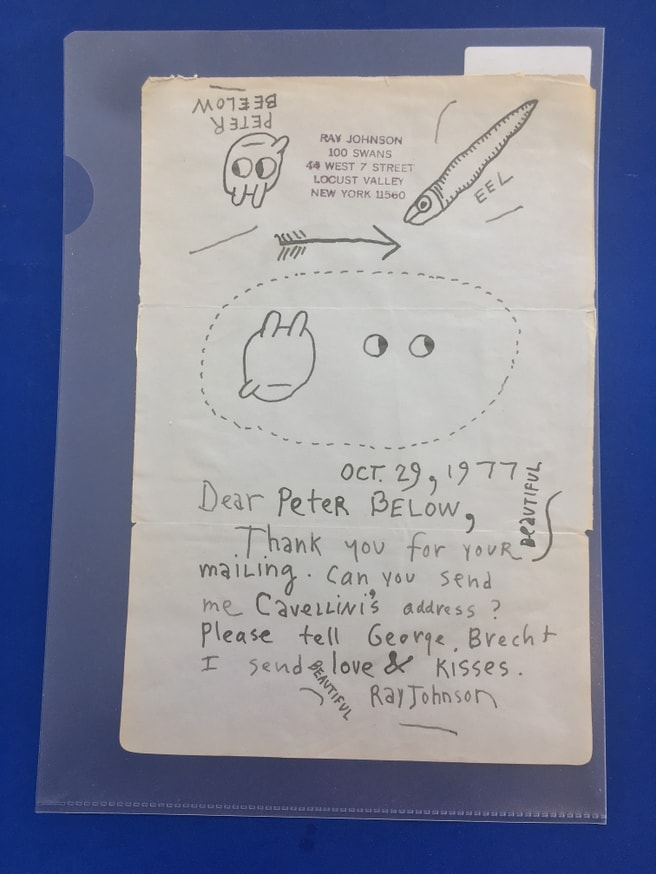 PETER
BEELOW
RAY JOHNSON
100 SWANS
44 WEST 7 STREET
LOCUST VALLEY
NEW YORK 11560
EEL
OCT. 29, 1977
Dear Peter BELOW,
BEAUTIFUL
Thank you for your
mailing. Can you send
me Cavellini's address?
Please tell George Brecht
I send love & kisses.
BEAUTIFUL
Ray Johnson